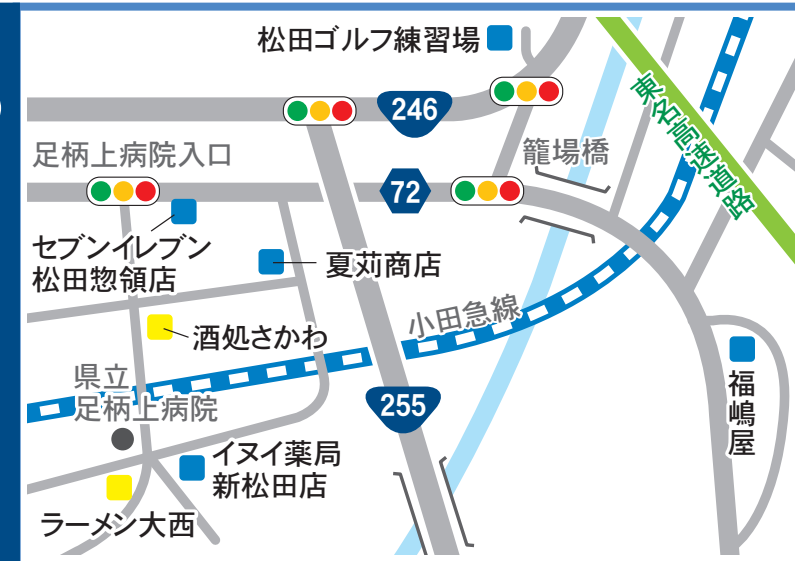 松田ゴルフ練習場
246
東名高速道路
足柄上病院入口
籠場橋
72
セブンイレブン
松田惣領店
夏苅商店
小田急線
酒処さかわ
県立
足柄上病院
255
福嶋屋
イヌイ薬局
新松田店
ラーメン大西